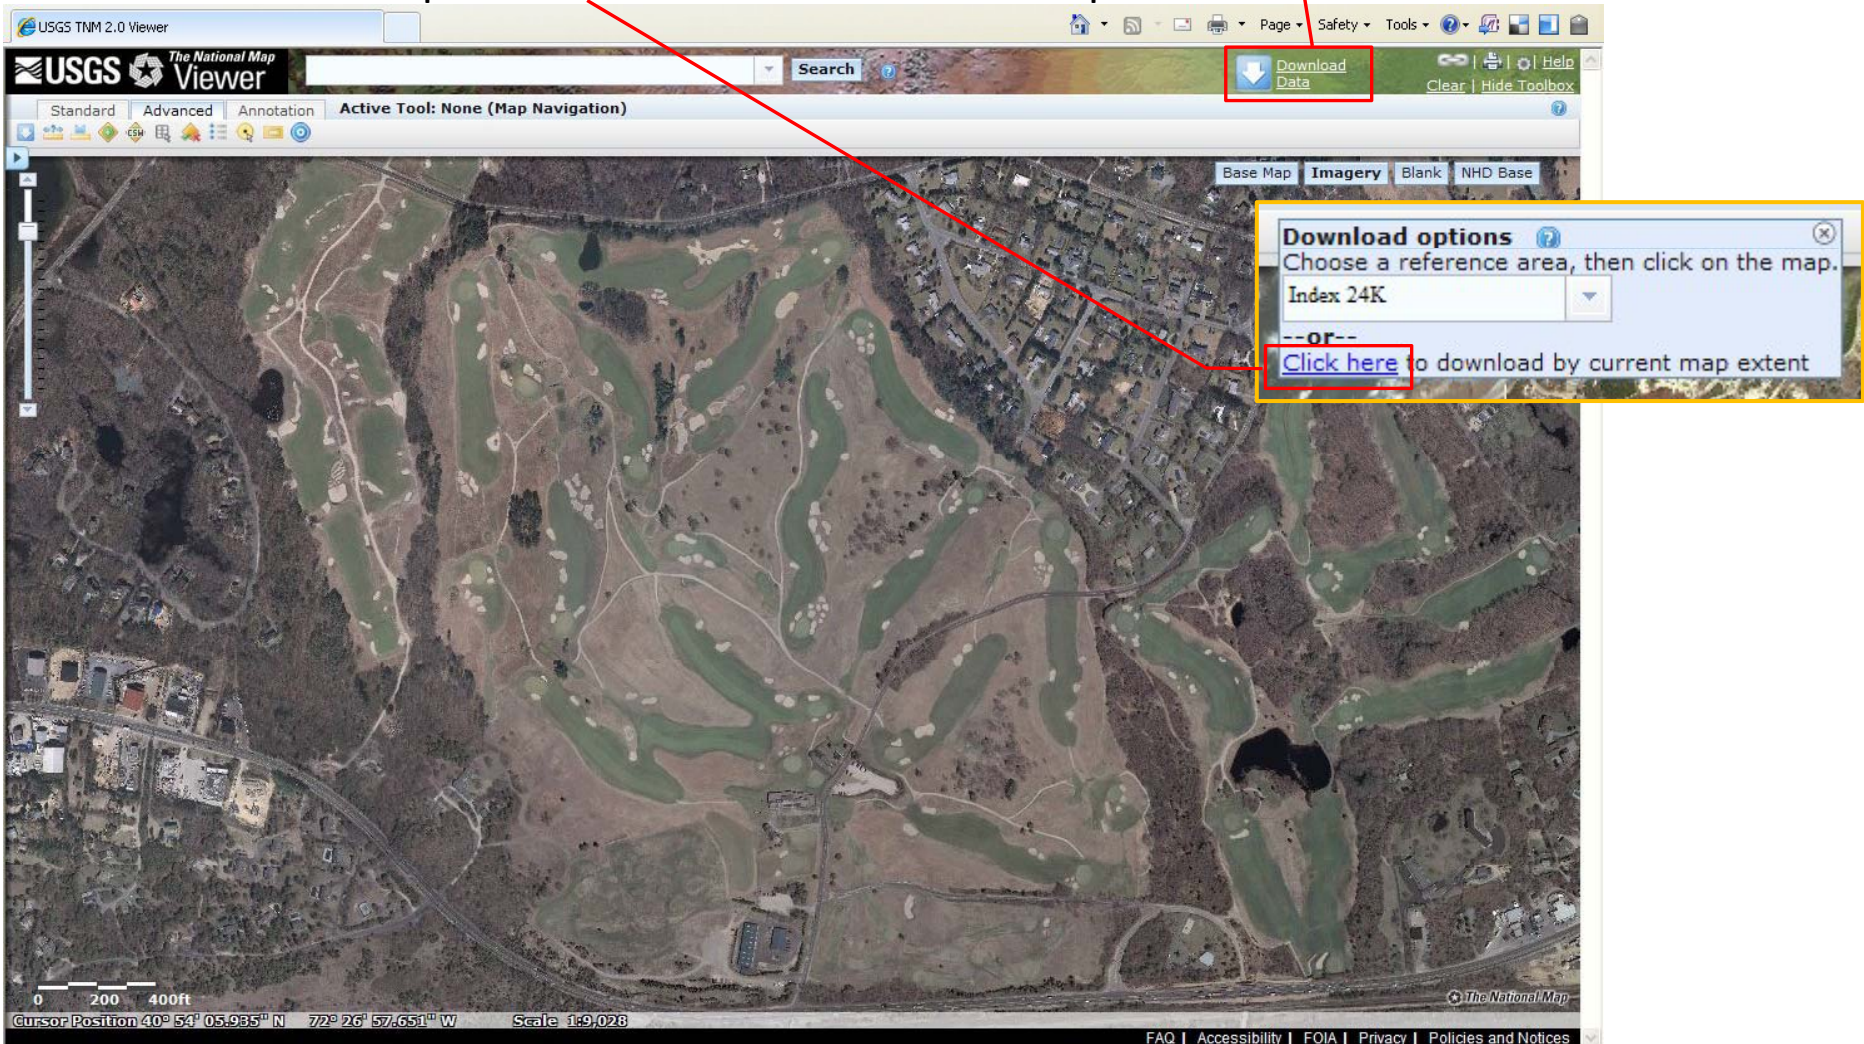 USGS TNM 2.0 Viewer
Page Safety Tools
USGS The National Map Viewer
Search
Download Data
Help
Clear | Hide Toolbox
Standard Advanced Annotation Active Tool: None (Map Navigation)
CSW
Base Map Imagery Blank NHD Base
Download options
Choose a reference area, then click on the map.
Index 24K
--or--
Click here to download by current map extent
0 200 400ft
The National Map
Cursor Position 40° 54' 05.935" N 72° 26' 57.651" W Scale 1:9,028
FAQ | Accessibility | FOIA | Privacy | Policies and Notices